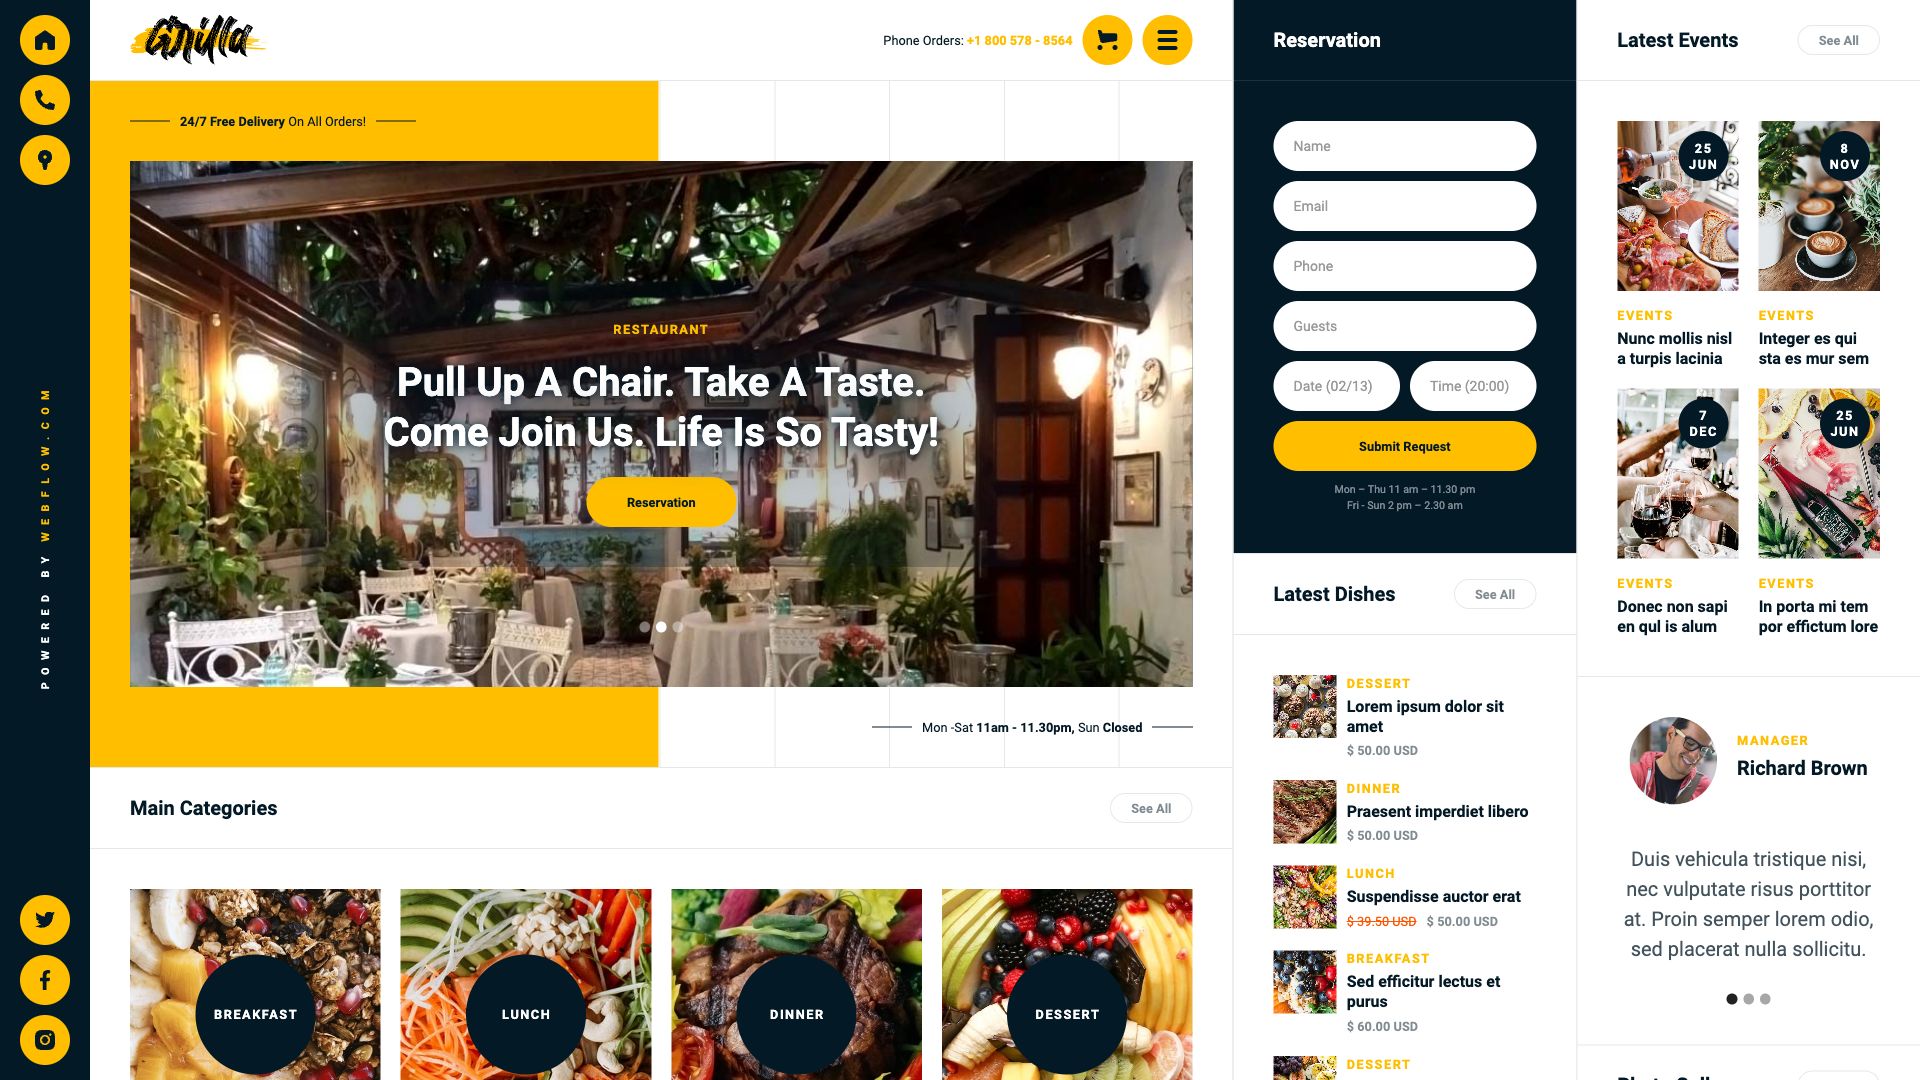 Grilla
Phone Orders: +1 800 578 - 8564
24/7 Free Delivery On All Orders!
RESTAURANT
Pull Up A Chair. Take A Taste.
Come Join Us. Life Is So Tasty!
Reservation
Mon -Sat 11am - 11.30pm, Sun Closed
POWERED BY WEBFLOW.COM
Main Categories
See All
BREAKFAST
LUNCH
DINNER
DESSERT
Reservation
Name
Email
Phone
Guests
Date (02/13)
Time (20:00)
Submit Request
Mon – Thu 11 am – 11.30 pm
Fri - Sun 2 pm – 2.30 am
Latest Dishes
See All
DESSERT
Lorem ipsum dolor sit
amet
$ 50.00 USD
DINNER
Praesent imperdiet libero
$ 50.00 USD
LUNCH
Suspendisse auctor erat
$ 39.50 USD $ 50.00 USD
BREAKFAST
Sed efficitur lectus et
purus
$ 60.00 USD
DESSERT
Latest Events
See All
25
JUN
EVENTS
Nunc mollis nisl
a turpis lacinia
8
NOV
EVENTS
Integer es qui
sta es mur sem
7
DEC
EVENTS
Donec non sapi
en qul is alum
25
JUN
EVENTS
In porta mi tem
por effictum lore
MANAGER
Richard Brown
Duis vehicula tristique nisi,
nec vulputate risus porttitor
at. Proin semper lorem odio,
sed placerat nulla sollicitu.